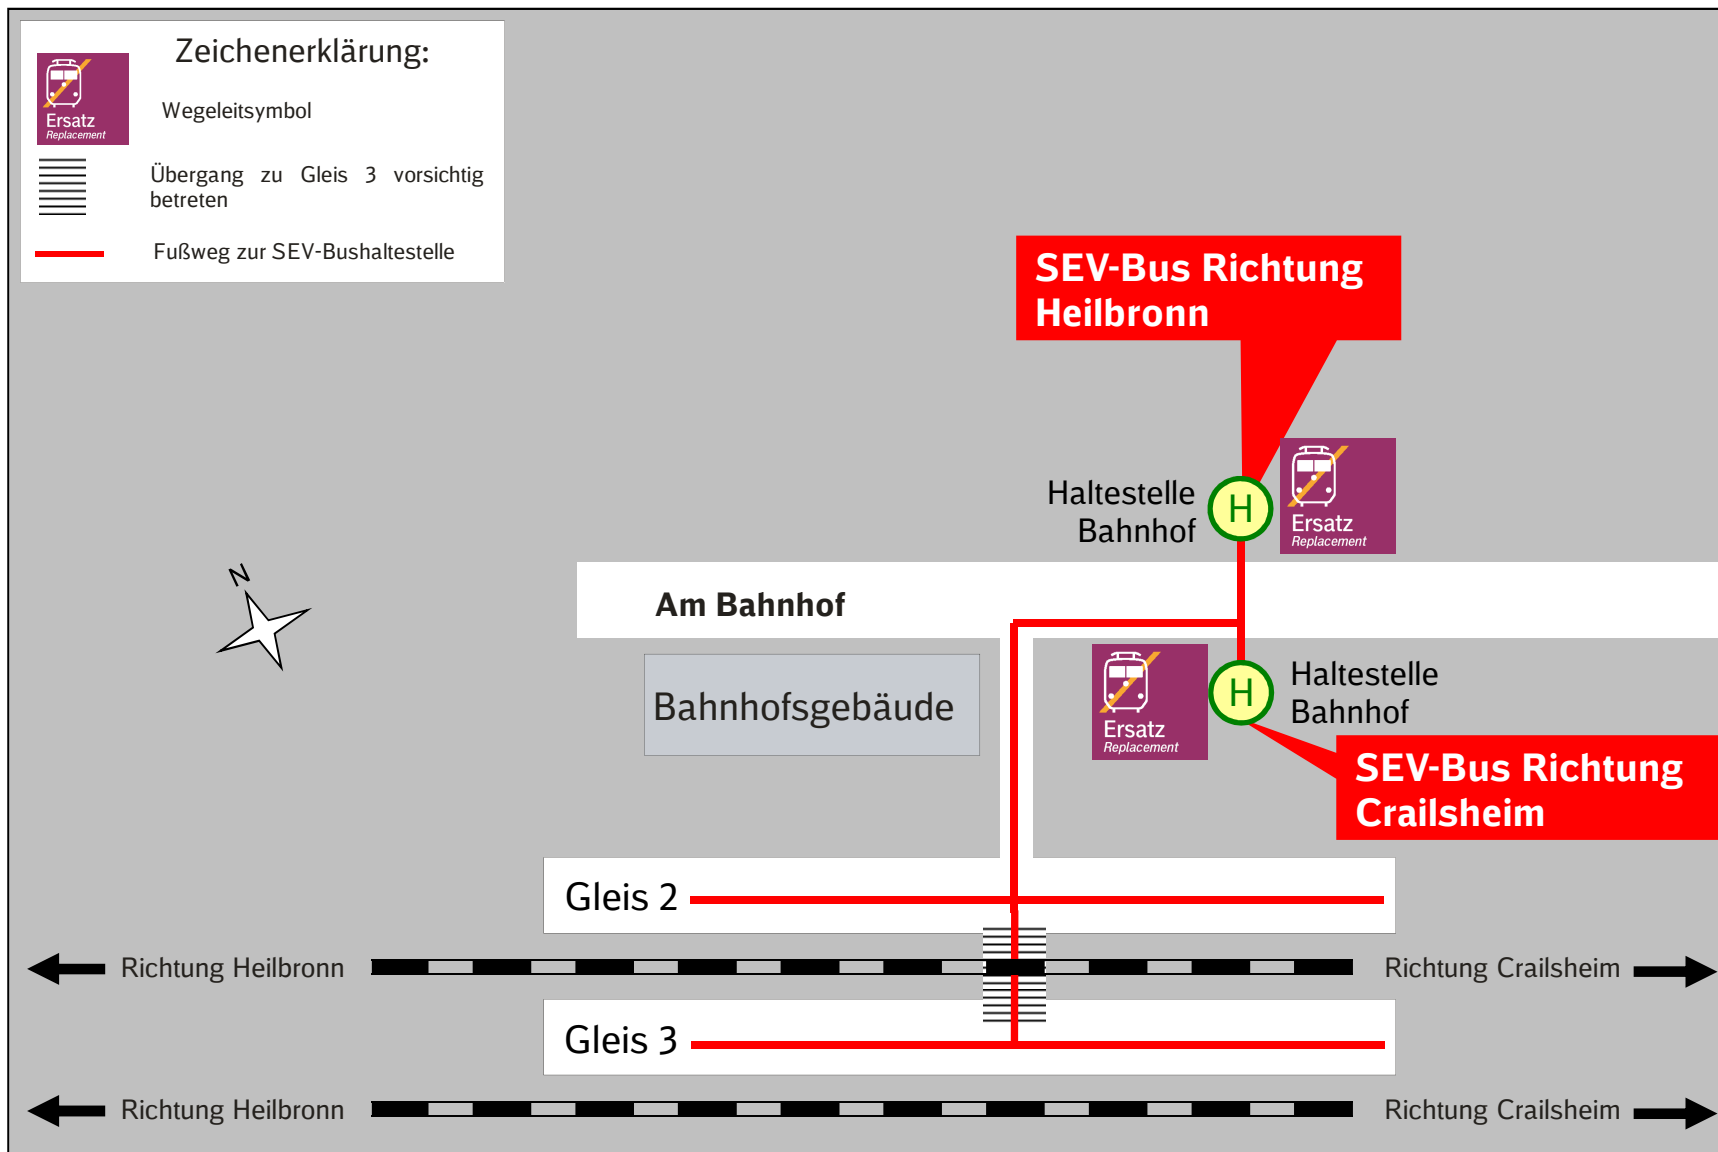 Zeichenerklärung:
Ersatz
Replacement
Wegeleitsymbol
Übergang zu Gleis 3 vorsichtig
betreten
Fußweg zur SEV-Bushaltestelle
SEV-Bus Richtung
Heilbronn
Haltestelle
Bahnhof
H
Ersatz
Replacement
N
Am Bahnhof
Bahnhofsgebäude
Ersatz
Replacement
H
Haltestelle
Bahnhof
SEV-Bus Richtung
Crailsheim
Gleis 2
Richtung Heilbronn
Richtung Crailsheim
Gleis 3
Richtung Heilbronn
Richtung Crailsheim